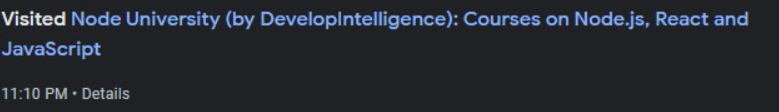 Visited Node University (by DevelopIntelligence): Courses on Node.js, React and
JavaScript
11:10 PM • Details